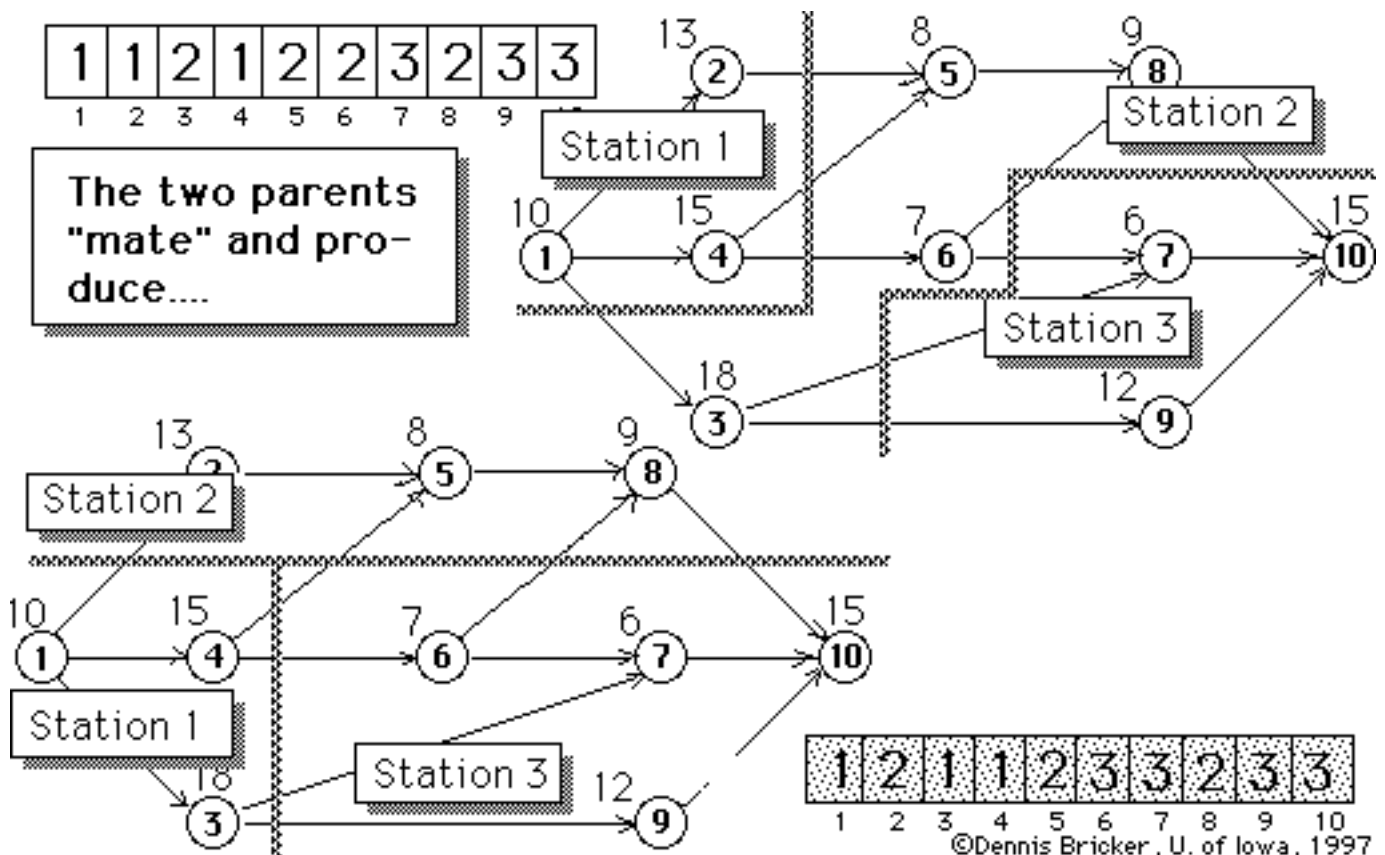 1 1 2 1 2 2 3 2 3 3
1 2 3 4 5 6 7 8 9
The two parents
"mate" and pro-
duce....
13
2
8
5
9
8
Station 1
Station 2
10
1
15
4
7
6
6
7
15
10
Station 3
18
3
12
9
13
8
5
9
8
Station 2
10
1
15
4
7
6
6
7
15
10
Station 1
Station 3
18
3
12
9
1 2 1 1 2 3 3 2 3 3
1 2 3 4 5 6 7 8 9 10
©Dennis Bricker, U. of Iowa, 1997